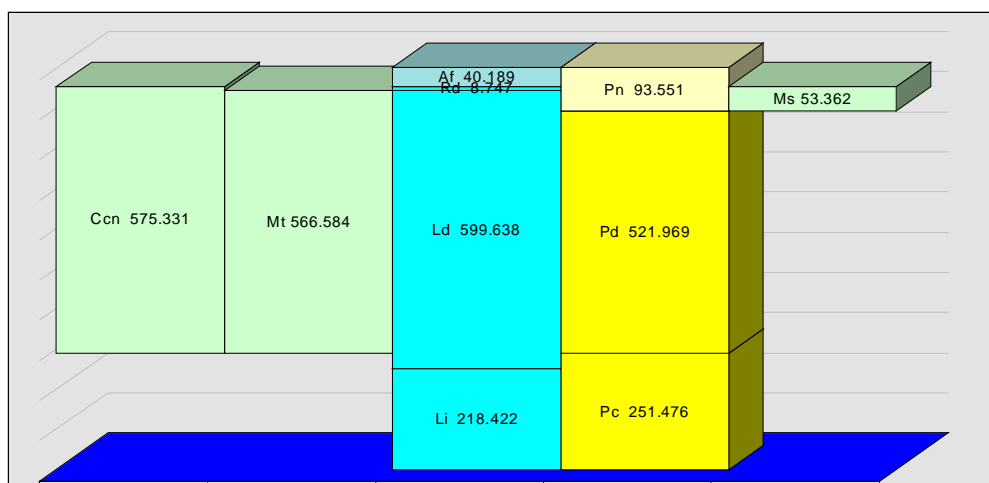 Af 40.189
Rd 8.747
Pn 93.551
Ms 53.362
Ccn 575.331
Mt 566.584
Ld 599.638
Pd 521.969
Li 218.422
Pc 251.476